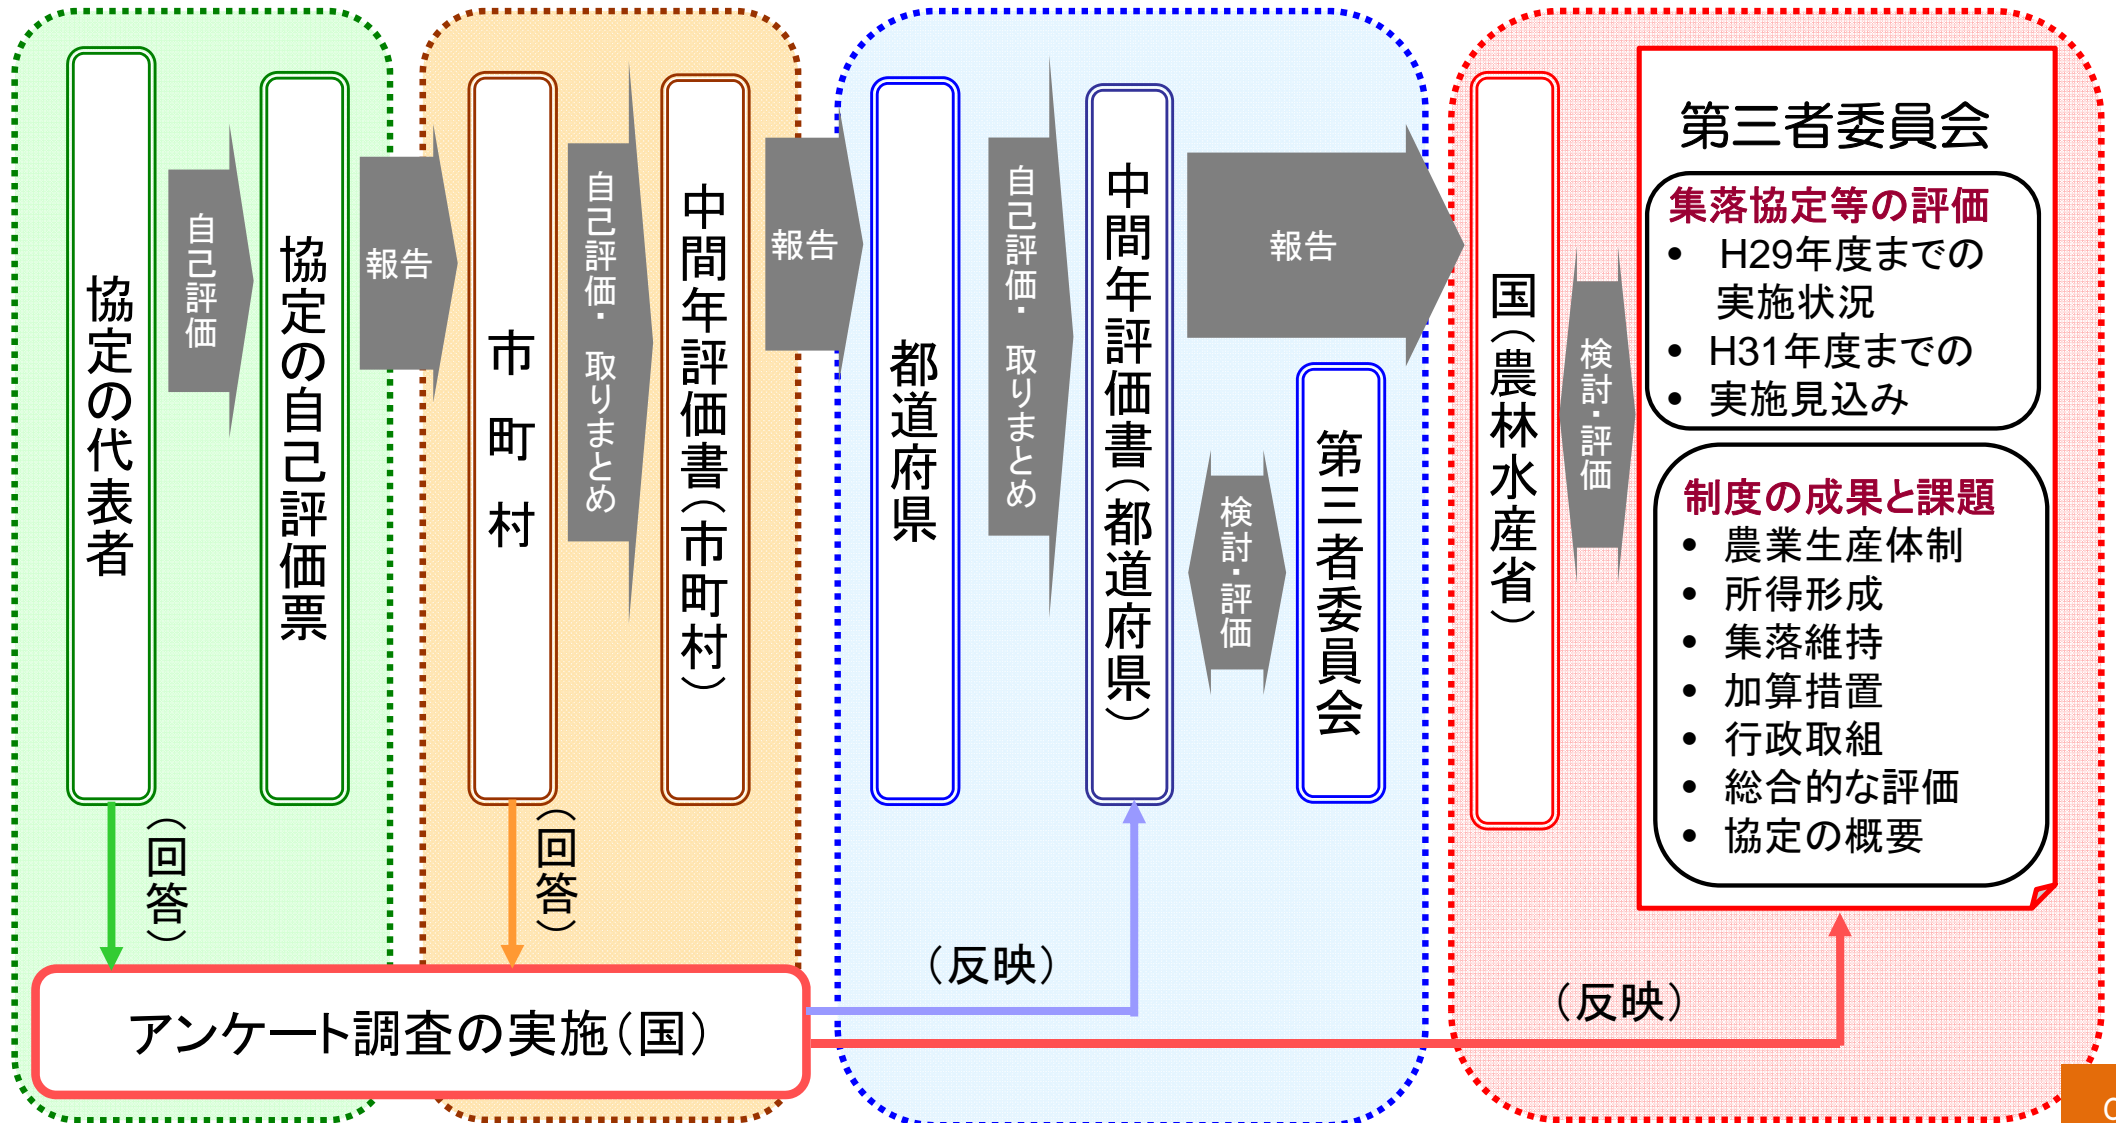 協定の代表者
自己評価
協定の自己評価票
報告
市町村
自己評価・取りまとめ
中間年評価書（市町村）
報告
都道府県
自己評価・取りまとめ
中間年評価書（都道府県）
報告
検討・評価
第三者委員会
国（農林水産省）
検討・評価
第三者委員会
集落協定等の評価
• H29年度までの
実施状況
• H31年度までの
• 実施見込み
制度の成果と課題
• 農業生産体制
• 所得形成
• 集落維持
• 加算措置
• 行政取組
• 総合的な評価
• 協定の概要
（回答）
（回答）
（反映）
（反映）
アンケート調査の実施（国）